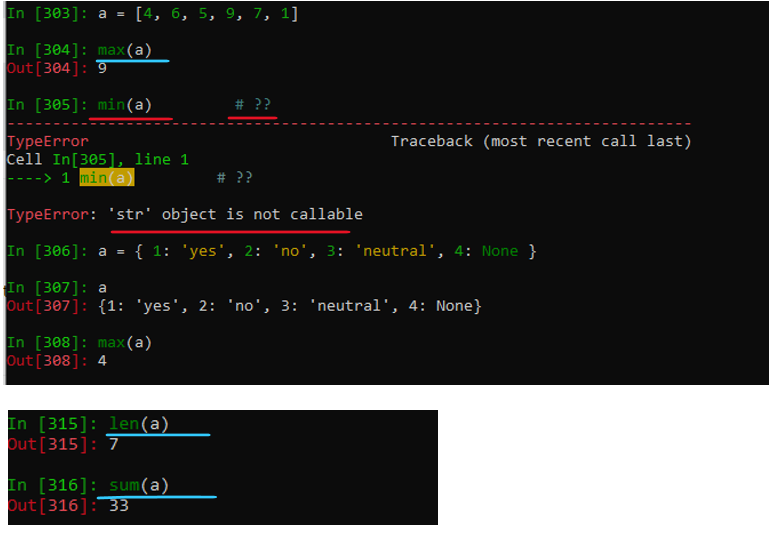 In [303]: a = [4, 6, 5, 9, 7, 1]
In [304]: max(a)
Out[304]: 9
In [305]: min(a)         # ??
---------------------------------------------------------------------------
TypeError                                 Traceback (most recent call last)
Cell In[305], line 1
----> 1 min(a)         # ??
TypeError: 'str' object is not callable
In [306]: a = { 1: 'yes', 2: 'no', 3: 'neutral', 4: None }
In [307]: a
Out[307]: {1: 'yes', 2: 'no', 3: 'neutral', 4: None}
In [308]: max(a)
Out[308]: 4
In [315]: len(a)
Out[315]: 7
In [316]: sum(a)
Out[316]: 33